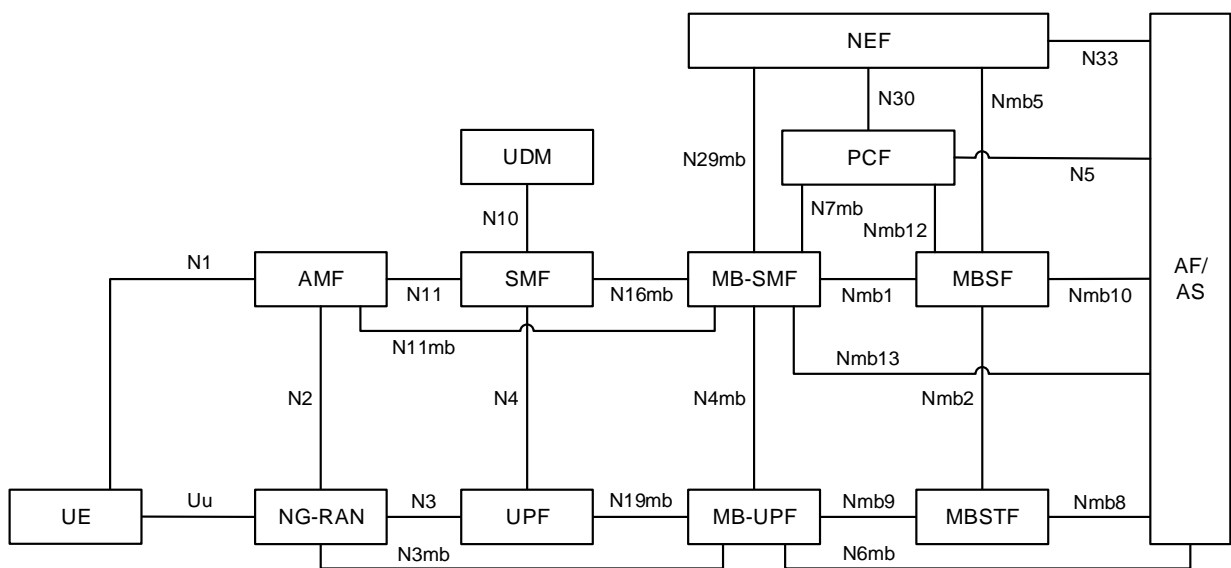 NEF
N33
N30
Nmb5
UDM
PCF
N29mb
N5
N10
N7mb
Nmb12
N1
AMF
N11
SMF
N16mb
MB-SMF
Nmb1
MBSF
Nmb10
AF/
AS
N11mb
Nmb13
N2
N4
N4mb
Nmb2
UE
Uu
NG-RAN
N3
UPF
N19mb
MB-UPF
Nmb9
MBSTF
Nmb8
N3mb
N6mb